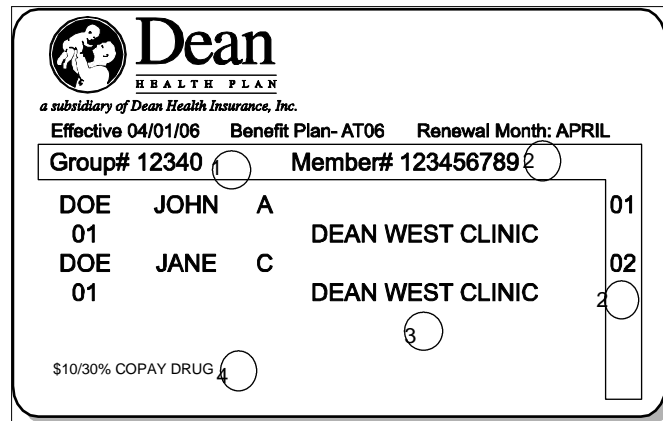 Dean
HEALTH PLAN
a subsidiary of Dean Health Insurance, Inc.
Effective 04/01/06 Benefit Plan- AT06 Renewal Month: APRIL
Group# 12340 1 Member# 123456789 2
DOE JOHN A 01
01 DEAN WEST CLINIC
DOE JANE C 02
01 DEAN WEST CLINIC
2
3
$10/30% COPAY DRUG 4